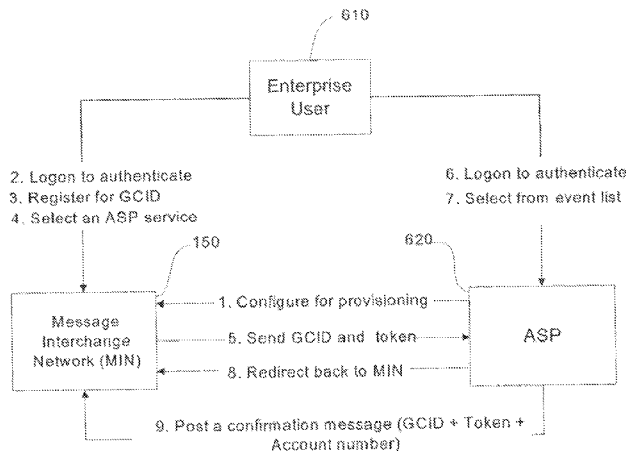 610
Enterprise
User
2. Logon to authenticate
3. Register for GCID
4. Select an ASP service
6. Logon to authenticate
7. Select from event list
150
620
1. Configure for provisioning
Message
Interchange
Network (MIN)
5. Send GCID and token
ASP
8. Redirect back to MIN
9. Post a confirmation message (GCID + Token +
Account number)